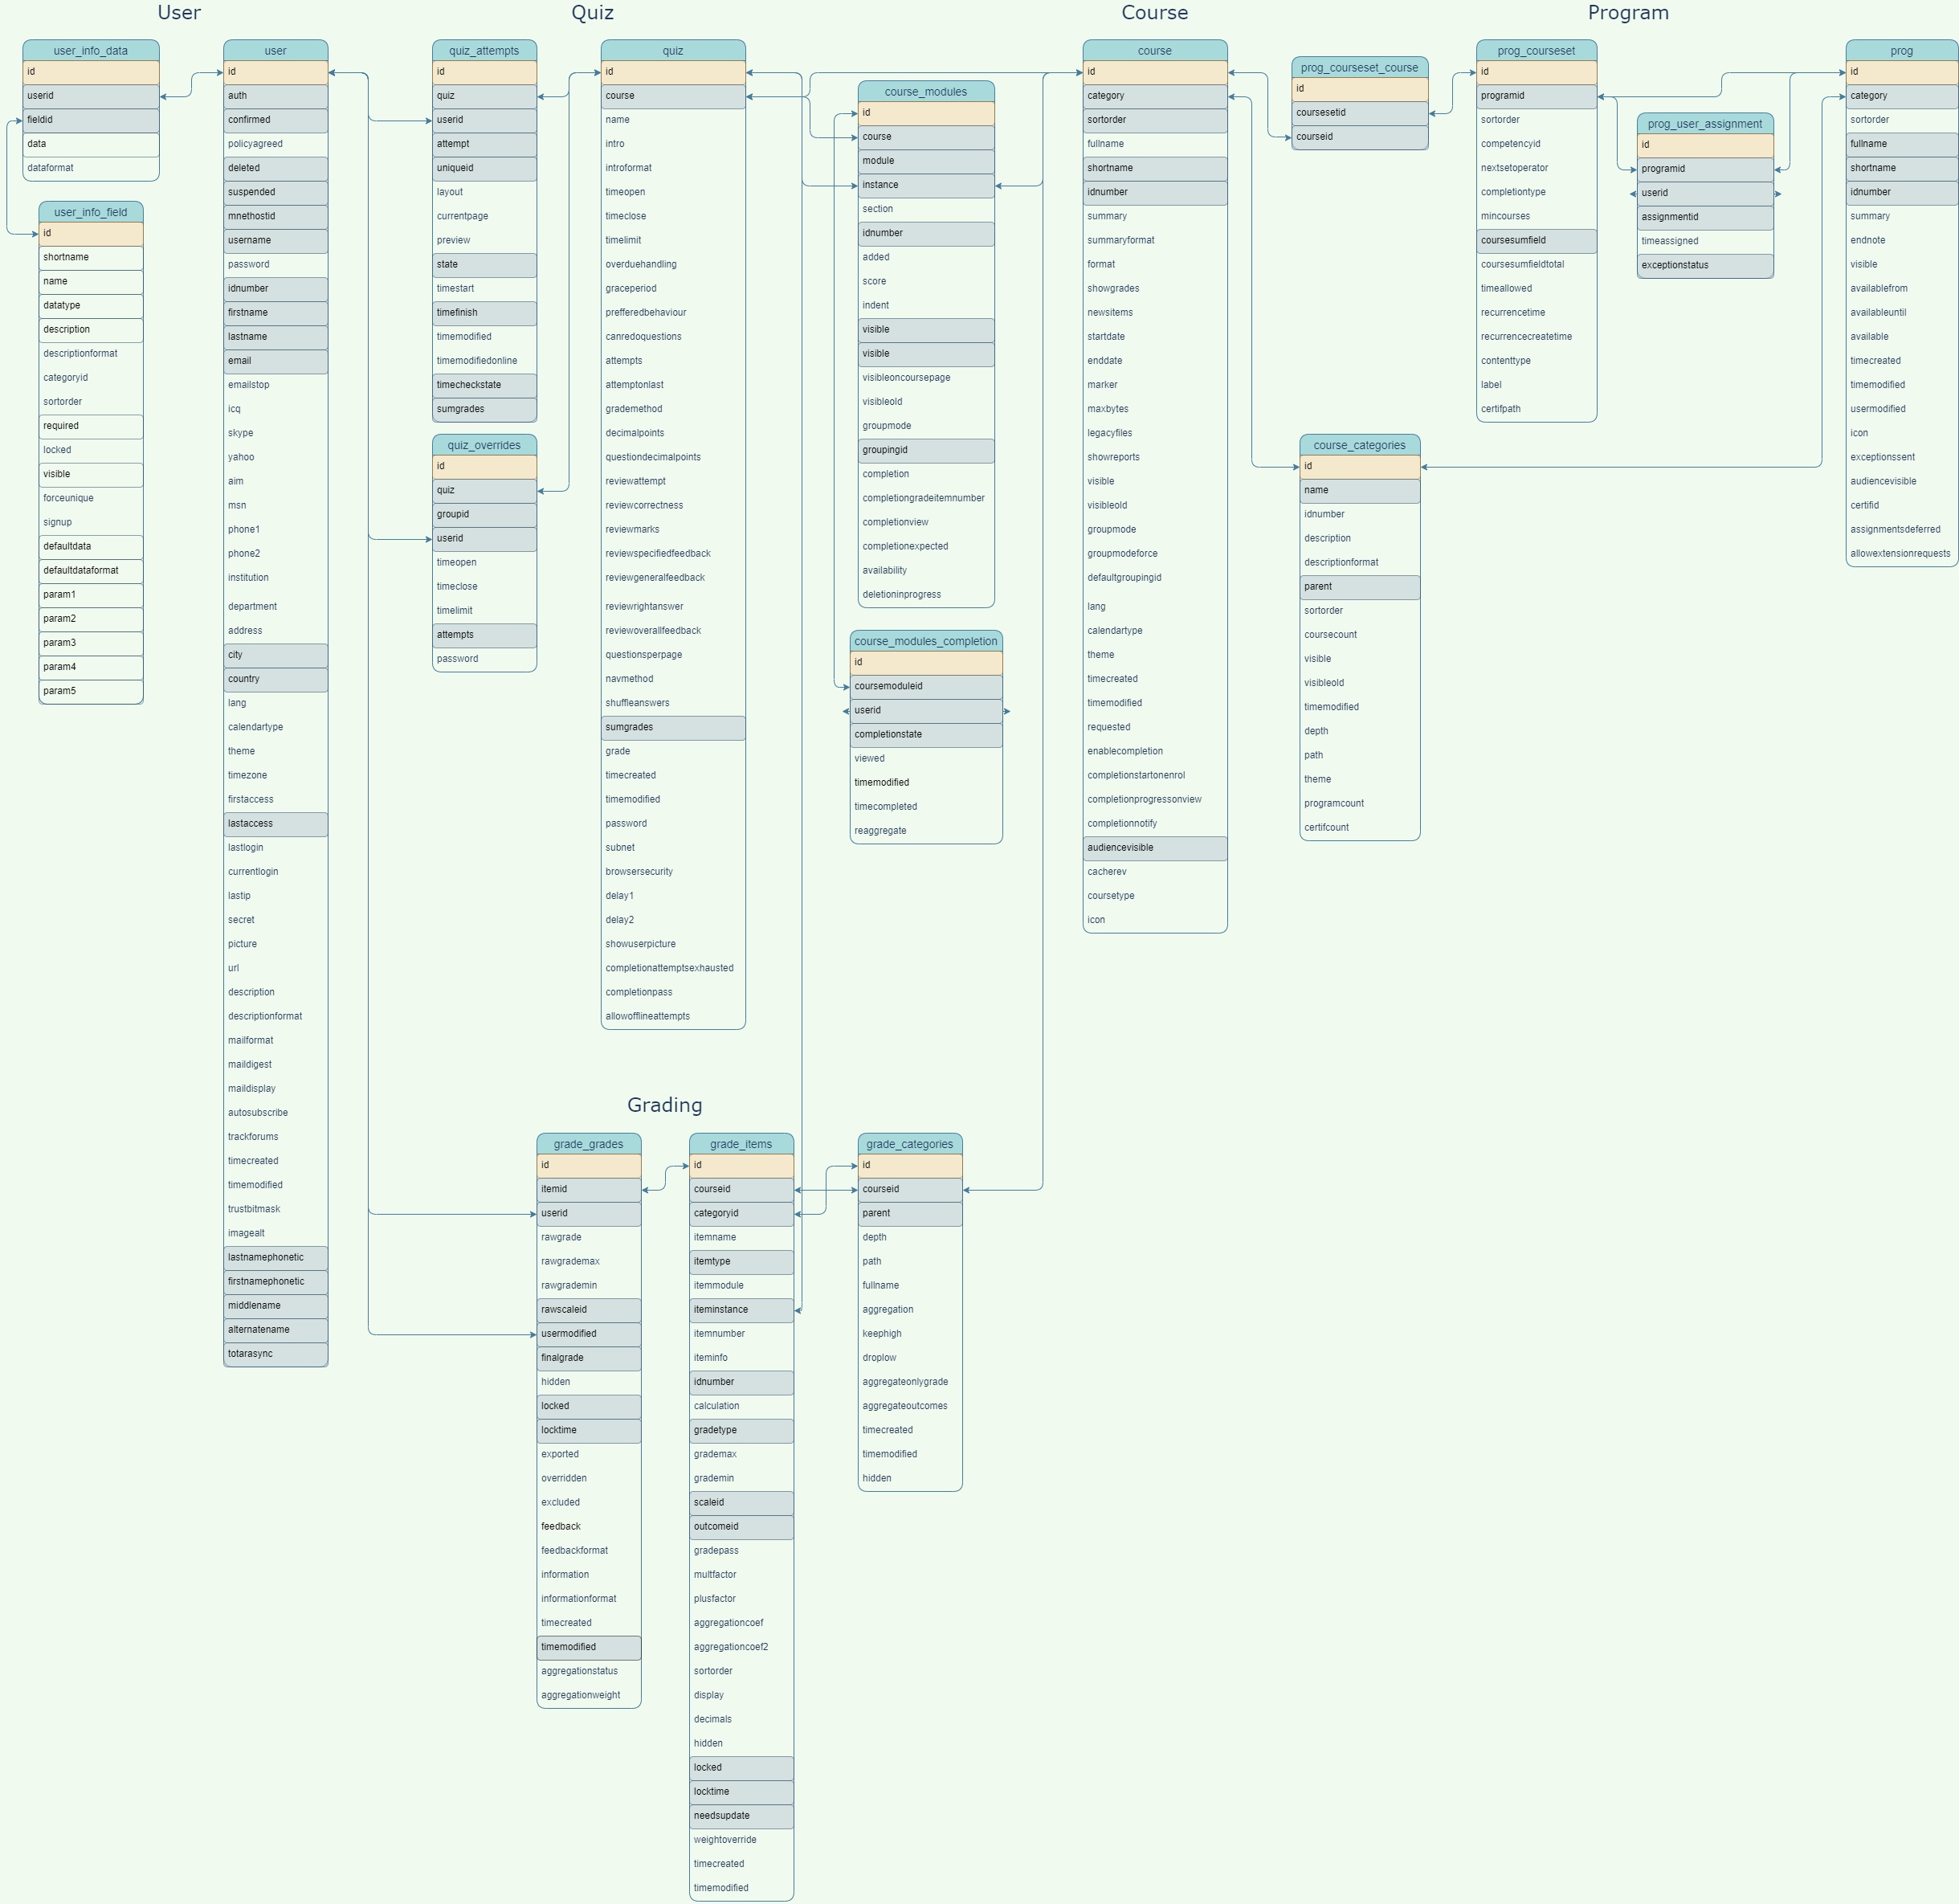 User
Quiz
Course
Program
user_info_data
id
userid
fieldid
data
dataformat
user_info_field
id
shortname
name
datatype
description
descriptionformat
categoryid
sortorder
required
locked
visible
forceunique
signup
defaultdata
defaultdataformat
param1
param2
param3
param4
param5
user
id
auth
confirmed
policyagreed
deleted
suspended
mnethostid
username
password
idnumber
firstname
lastname
email
emailstop
icq
skype
yahoo
aim
msn
phone1
phone2
institution
department
address
city
country
lang
calendartype
theme
timezone
firstaccess
lastaccess
lastlogin
currentlogin
lastip
secret
picture
url
description
descriptionformat
mailformat
maildigest
maildisplay
autosubscribe
trackforums
timecreated
timemodified
trustbitmask
imagealt
lastnamephonetic
firstnamephonetic
middlename
alternatename
totarasync
quiz_attempts
id
quiz
userid
attempt
uniqueid
layout
currentpage
preview
state
timestart
timefinish
timemodified
timemodifiedonline
timecheckstate
sumgrades
quiz_overrides
id
quiz
groupid
userid
timeopen
timeclose
timelimit
attempts
password
quiz
id
course
name
intro
introformat
timeopen
timeclose
timelimit
overduehandling
graceperiod
prefferedbehaviour
canredoquestions
attempts
attemptonlast
grademethod
decimalpoints
questiondecimalpoints
reviewattempt
reviewcorrectness
reviewmarks
reviewspecifiedfeedback
reviewgeneralfeedback
reviewrightanswer
reviewoverallfeedback
questionsperpage
navmethod
shuffleanswers
sumgrades
grade
timecreated
timemodified
password
subnet
browsersecurity
delay1
delay2
showuserpicture
completionattemptsexhausted
completionpass
allowofflineattempts
course_modules
id
course
module
instance
section
idnumber
added
score
indent
visible
visible
visibleoncoursepage
visibleold
groupmode
groupingid
completion
completiongradeitemnumber
completionview
completionexpected
availability
deletioninprogress
course_modules_completion
id
coursemoduleid
userid
completionstate
viewed
timemodified
timecompleted
reaggregate
course
id
category
sortorder
fullname
shortname
idnumber
summary
summaryformat
format
showgrades
newsitems
startdate
enddate
marker
maxbytes
legacyfiles
showreports
visible
visibleold
groupmode
groupmodeforce
defaultgroupingid
lang
calendartype
theme
timecreated
timemodified
requested
enablecompletion
completionstartonenrol
completionprogressonview
completionnotify
audiencevisible
cacherev
coursetype
icon
prog_courseset_course
id
coursesetid
courseid
course_categories
id
name
idnumber
description
descriptionformat
parent
sortorder
coursecount
visible
visibleold
timemodified
depth
path
theme
programcount
certifcount
prog_courseset
id
programid
sortorder
competencyid
nextsetoperator
completiontype
mincourses
coursesumfield
coursesumfieldtotal
timeallowed
recurrencetime
recurrencecreatetime
contenttype
label
certifpath
prog_user_assignment
id
programid
userid
assignmentid
timeassigned
exceptionstatus
prog
id
category
sortorder
fullname
shortname
idnumber
summary
endnote
visible
availablefrom
availableuntil
available
timecreated
timemodified
usermodified
icon
exceptionssent
audiencevisible
certifid
assignmentsdeferred
allowextensionrequests
Grading
grade_grades
id
itemid
userid
rawgrade
rawgrademax
rawgrademin
rawscaleid
usermodified
finalgrade
hidden
locked
locktime
exported
overridden
excluded
feedback
feedbackformat
information
informationformat
timecreated
timemodified
aggregationstatus
aggregationweight
grade_items
id
courseid
categoryid
itemname
itemtype
itemmodule
iteminstance
itemnumber
iteminfo
idnumber
calculation
gradetype
grademax
grademin
scaleid
outcomeid
gradepass
multfactor
plusfactor
aggregationcoef
aggregationcoef2
sortorder
display
decimals
hidden
locked
locktime
needsupdate
weightoverride
timecreated
timemodified
grade_categories
id
courseid
parent
depth
path
fullname
aggregation
keephigh
droplow
aggregateonlygrade
aggregateoutcomes
timecreated
timemodified
hidden